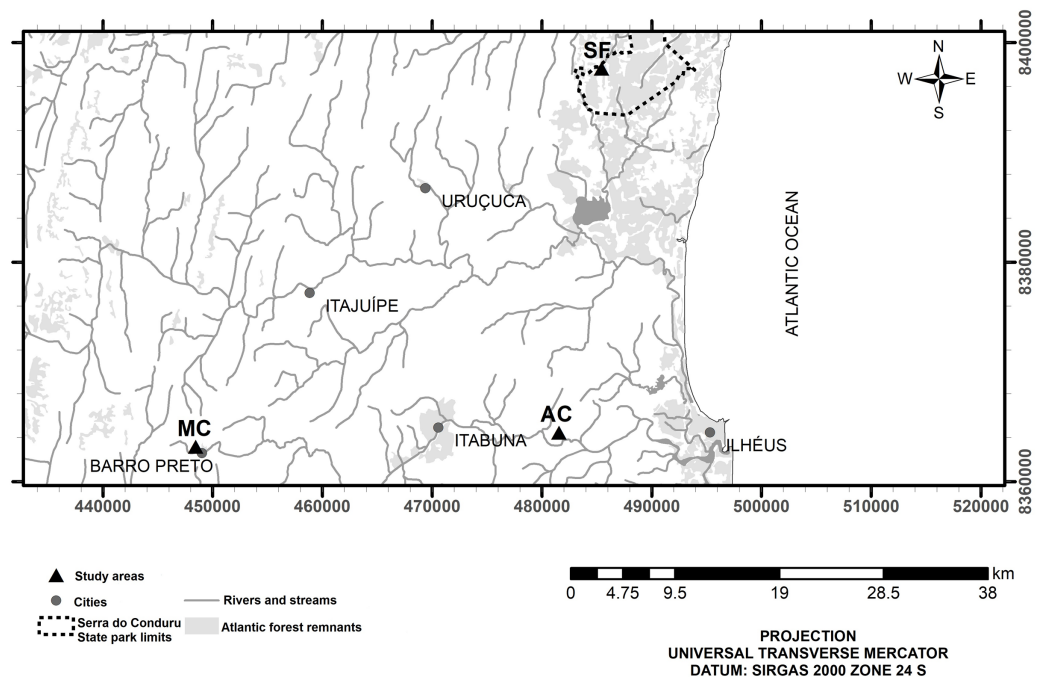 SF
8400000
N
W
E
S
URUÇUCA
ATLANTIC OCEAN
8380000
ITAJUÍPE
MC
AC
ITABUNA
ILHÉUS
BARRO PRETO
8360000
440000
450000
460000
470000
480000
490000
500000
510000
520000
Study areas
Cities
Serra do Conduru
State park limits
Rivers and streams
Atlantic forest remnants
km
0 4.75 9.5 19 28.5 38
PROJECTION
UNIVERSAL TRANSVERSE MERCATOR
DATUM: SIRGAS 2000 ZONE 24 S